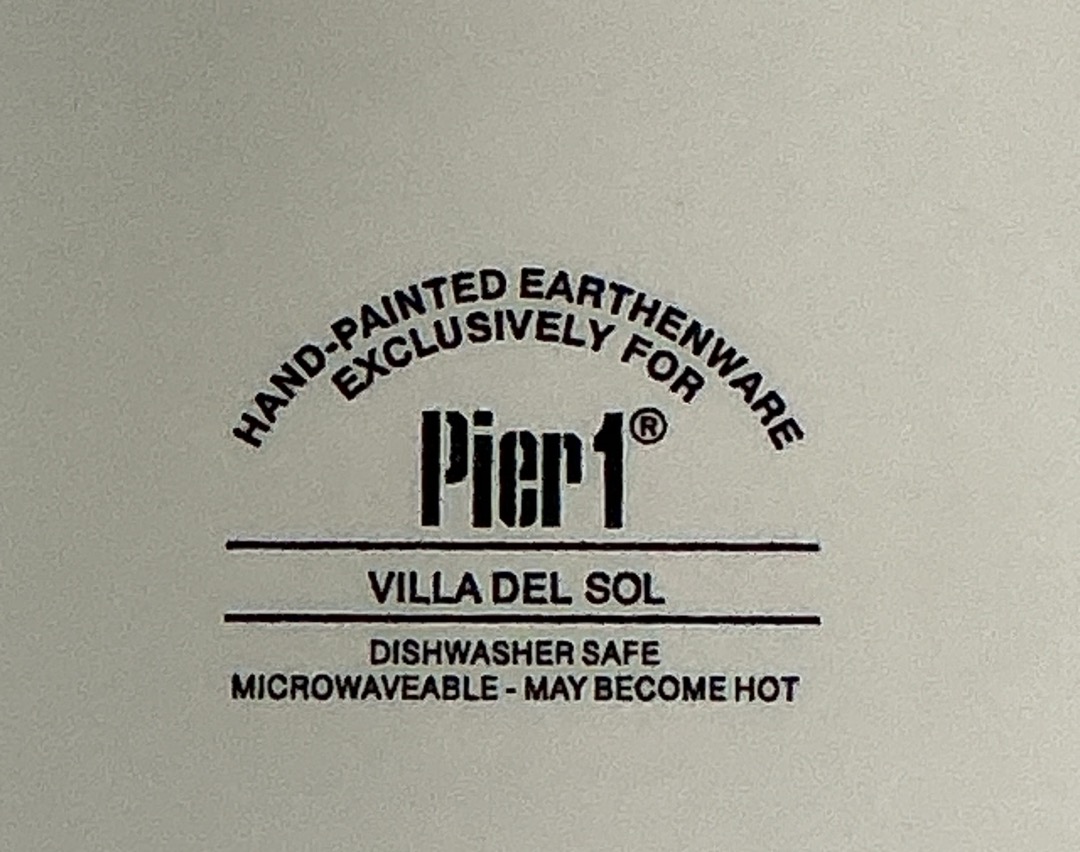 HAND-PAINTED EARTHENWARE
EXCLUSIVELY FOR
Pier 1®
VILLA DEL SOL
DISHWASHER SAFE
MICROWAVEABLE - MAY BECOME HOT